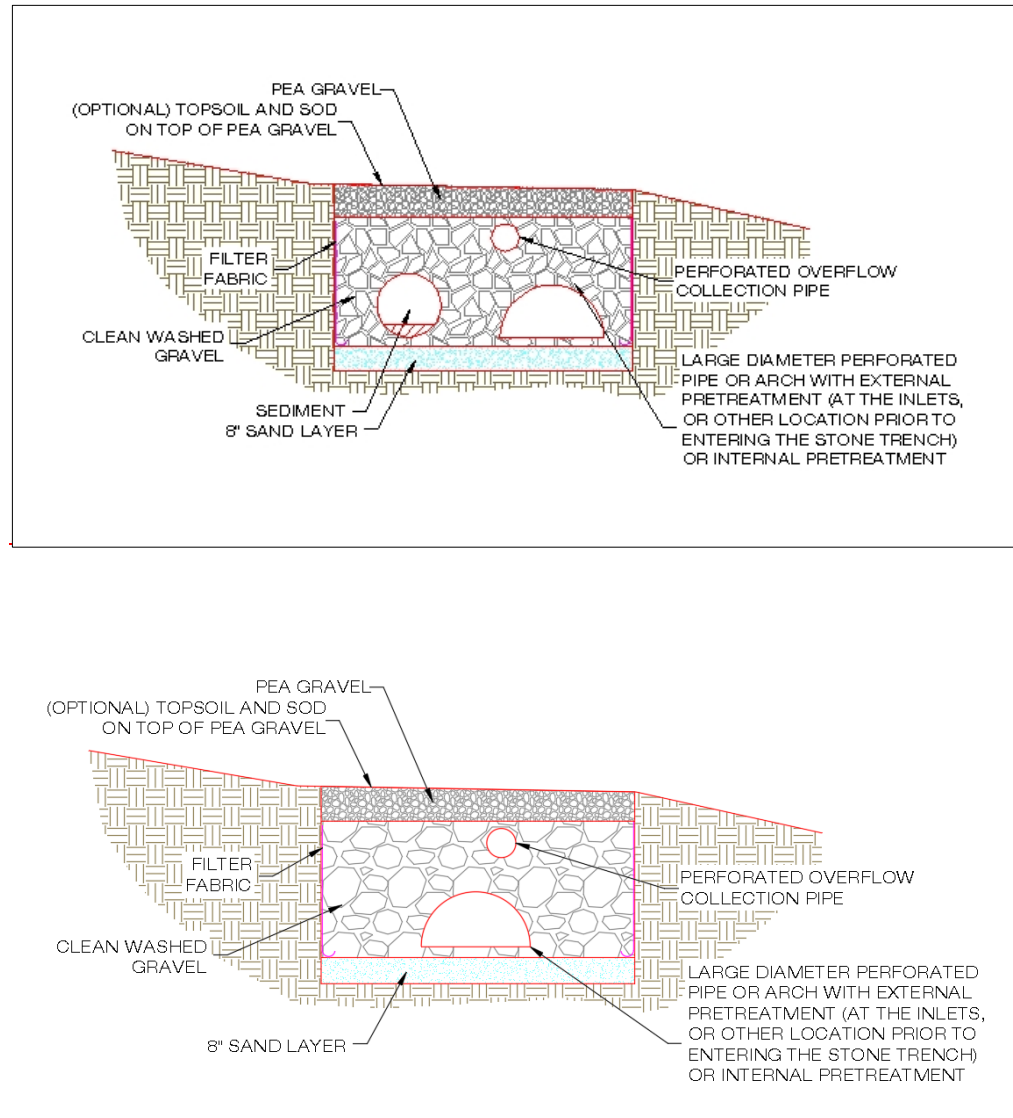 PEA GRAVEL
(OPTIONAL) TOPSOIL AND SOD
ON TOP OF PEA GRAVEL
FILTER
FABRIC
PERFORATED OVERFLOW
COLLECTION PIPE
CLEAN WASHED
GRAVEL
LARGE DIAMETER PERFORATED
PIPE OR ARCH WITH EXTERNAL
PRETREATMENT (AT THE INLETS,
OR OTHER LOCATION PRIOR TO
ENTERING THE STONE TRENCH)
OR INTERNAL PRETREATMENT
SEDIMENT
8" SAND LAYER
PEA GRAVEL
(OPTIONAL) TOPSOIL AND SOD
ON TOP OF PEA GRAVEL
FILTER
FABRIC
PERFORATED OVERFLOW
COLLECTION PIPE
CLEAN WASHED
GRAVEL
LARGE DIAMETER PERFORATED
PIPE OR ARCH WITH EXTERNAL
PRETREATMENT (AT THE INLETS,
OR OTHER LOCATION PRIOR TO
ENTERING THE STONE TRENCH)
OR INTERNAL PRETREATMENT
8" SAND LAYER